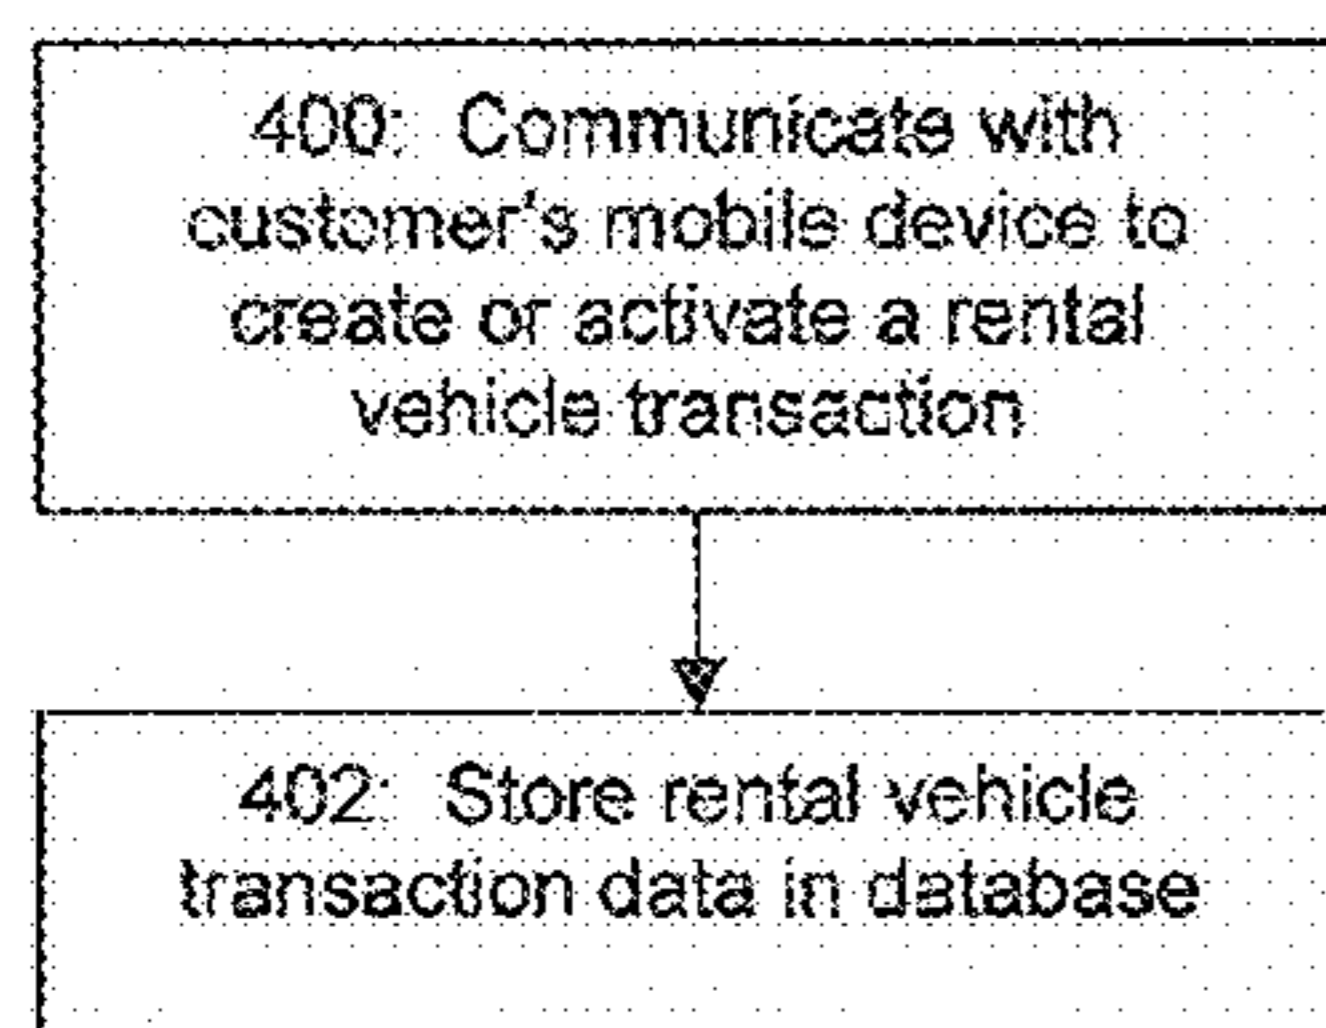 400: Communicate with
customer's mobile device to
create or activate a rental
vehicle transaction
402: Store rental vehicle
transaction data in database